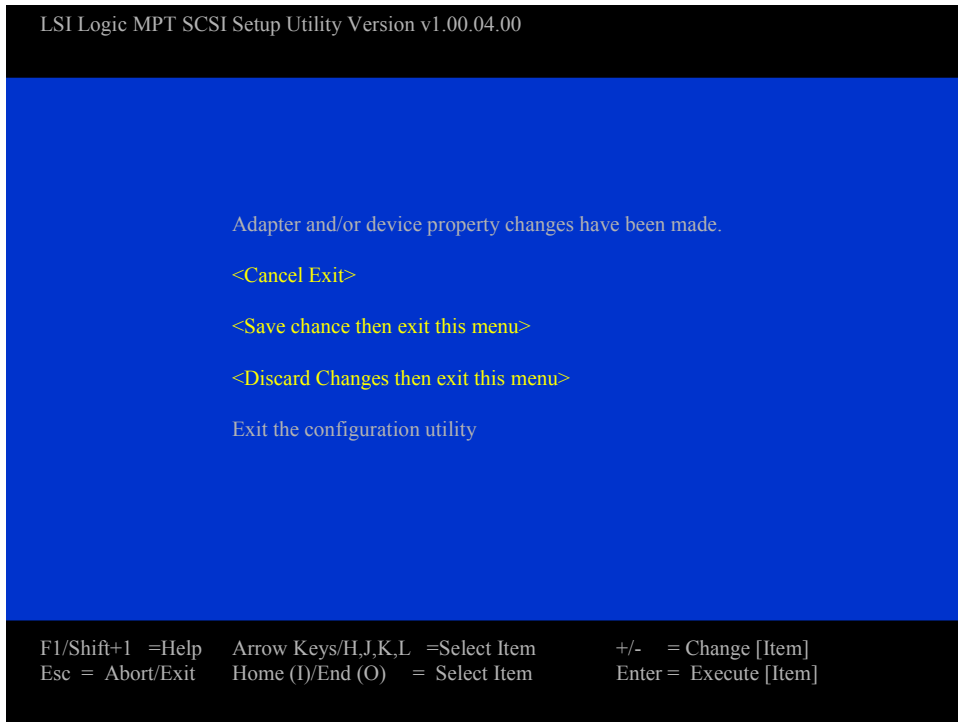 LSI Logic MPT SCSI Setup Utility Version v1.00.04.00
Adapter and/or device property changes have been made.
<Cancel Exit>
<Save chance then exit this menu>
<Discard Changes then exit this menu>
Exit the configuration utility
F1/Shift+1 =Help Arrow Keys/H,J,K,L =Select Item +/- = Change [Item]
Esc = Abort/Exit Home (I)/End (O) = Select Item Enter = Execute [Item]